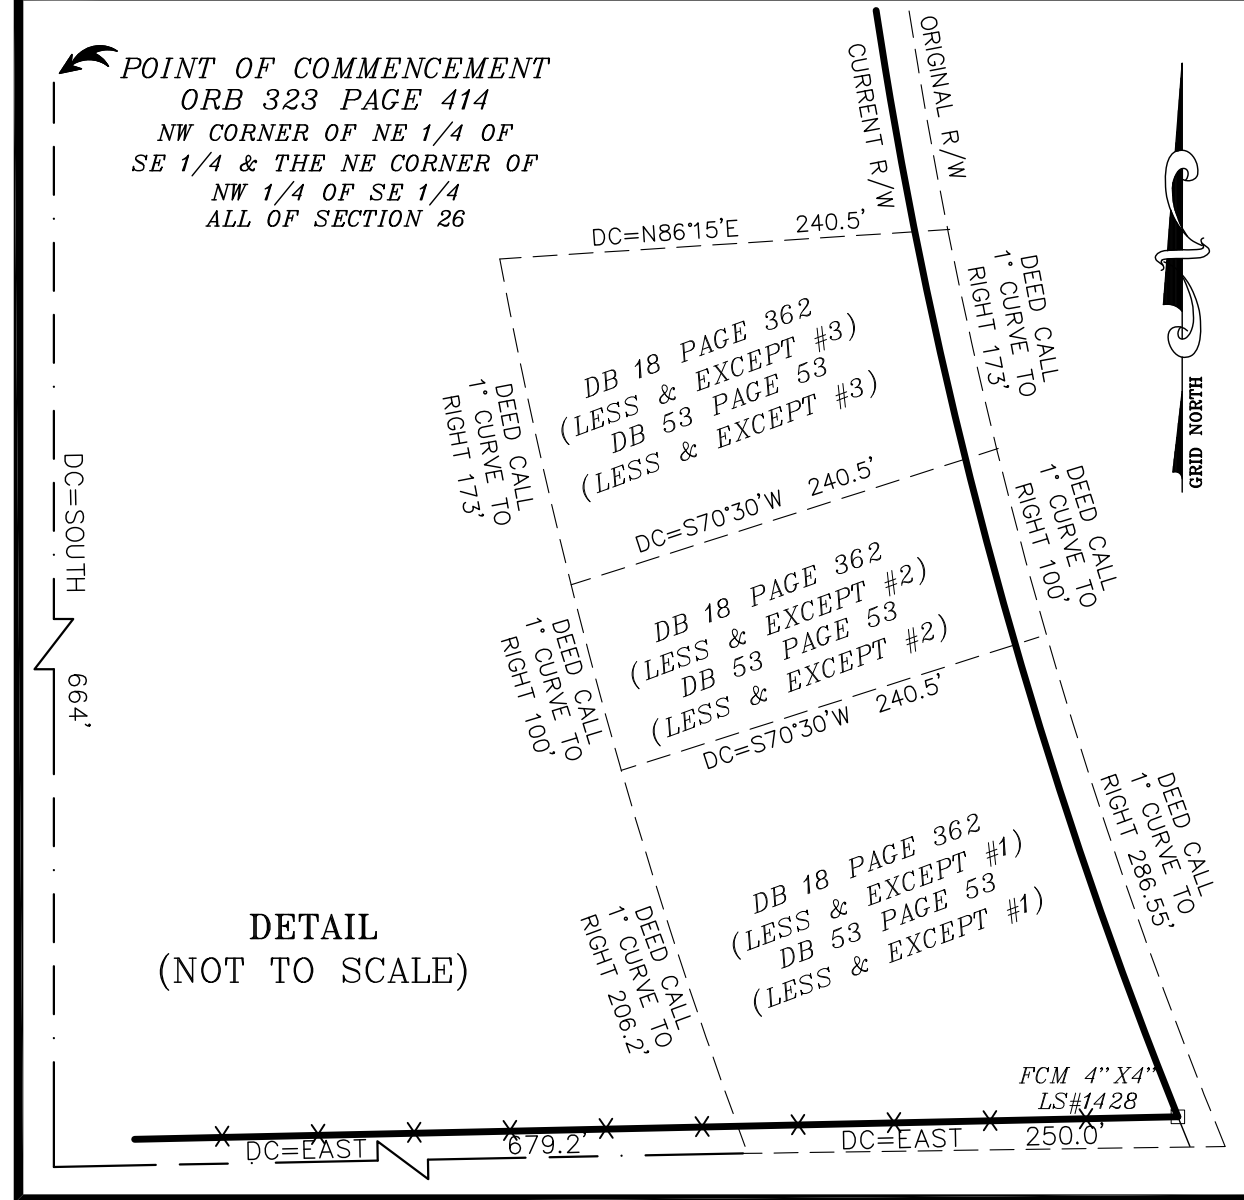 POINT OF COMMENCEMENT
ORB 323 PAGE 414
NW CORNER OF NE 1/4 OF
SE 1/4 & THE NE CORNER OF
NW 1/4 OF SE 1/4
ALL OF SECTION 26
ORIGINAL R/W
CURRENT R/W
DC=N86°15'E 240.5'
DEED CALL
1° CURVE TO
RIGHT 173'
GRID NORTH
DB 18 PAGE 362
(LESS & EXCEPT #3)
DB 53 PAGE 53
(LESS & EXCEPT #3)
DEED CALL
1° CURVE TO
RIGHT 173'
DC=SOUTH 664'
DC=S70°30'W 240.5'
DEED CALL
1° CURVE TO
RIGHT 100'
DB 18 PAGE 362
(LESS & EXCEPT #2)
DB 53 PAGE 53
(LESS & EXCEPT #2)
DEED CALL
1° CURVE TO
RIGHT 100'
DC=S70°30'W 240.5'
DEED CALL
1° CURVE TO
RIGHT 286.55'
DB 18 PAGE 362
(LESS & EXCEPT #1)
DB 53 PAGE 53
(LESS & EXCEPT #1)
DEED CALL
1° CURVE TO
RIGHT 206.2'
DETAIL
(NOT TO SCALE)
FCM 4"X4"
LS#1428
DC=EAST 679.2'
DC=EAST 250.0'